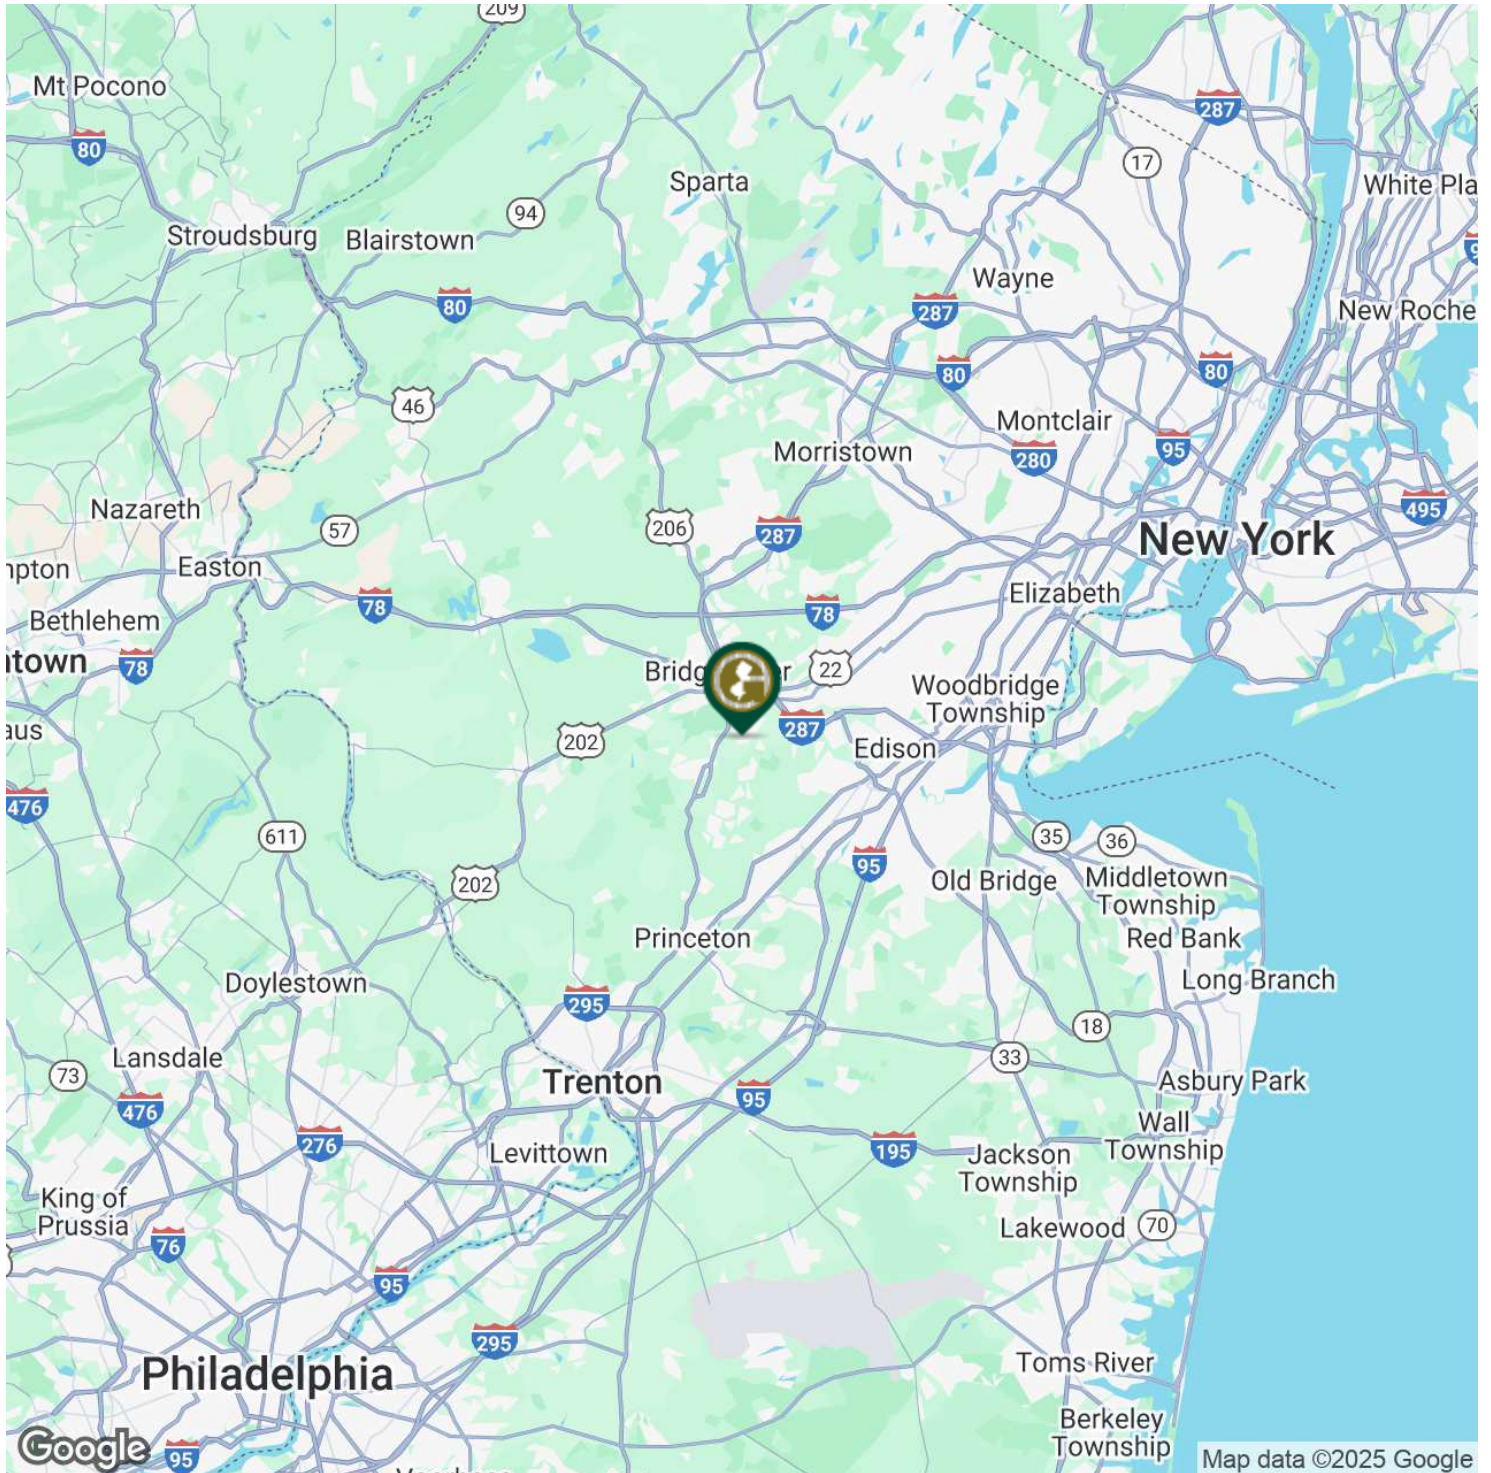 209
Mt Pocono
80
287
17
Sparta
White Pla
94
Stroudsburg
Blairstown
9
Wayne
80
287
New Roche
80
80
46
Montclair
Morristown
280
95
Nazareth
495
57
206
287
New York
npton
Easton
78
78
Elizabeth
Bethlehem
ntown
78
Bridg
er
22
Woodbridge
Township
aus
202
287
Edison
476
611
35
36
95
202
Old Bridge
Middletown
Township
Princeton
Red Bank
Doylestown
Long Branch
295
18
Lansdale
33
73
Trenton
Asbury Park
476
95
276
Wall
Township
Levittown
195
Jackson
Township
King of
Prussia
Lakewood
70
76
95
295
Philadelphia
Toms River
Berkeley
Township
Google
95
Map data ©2025 Google